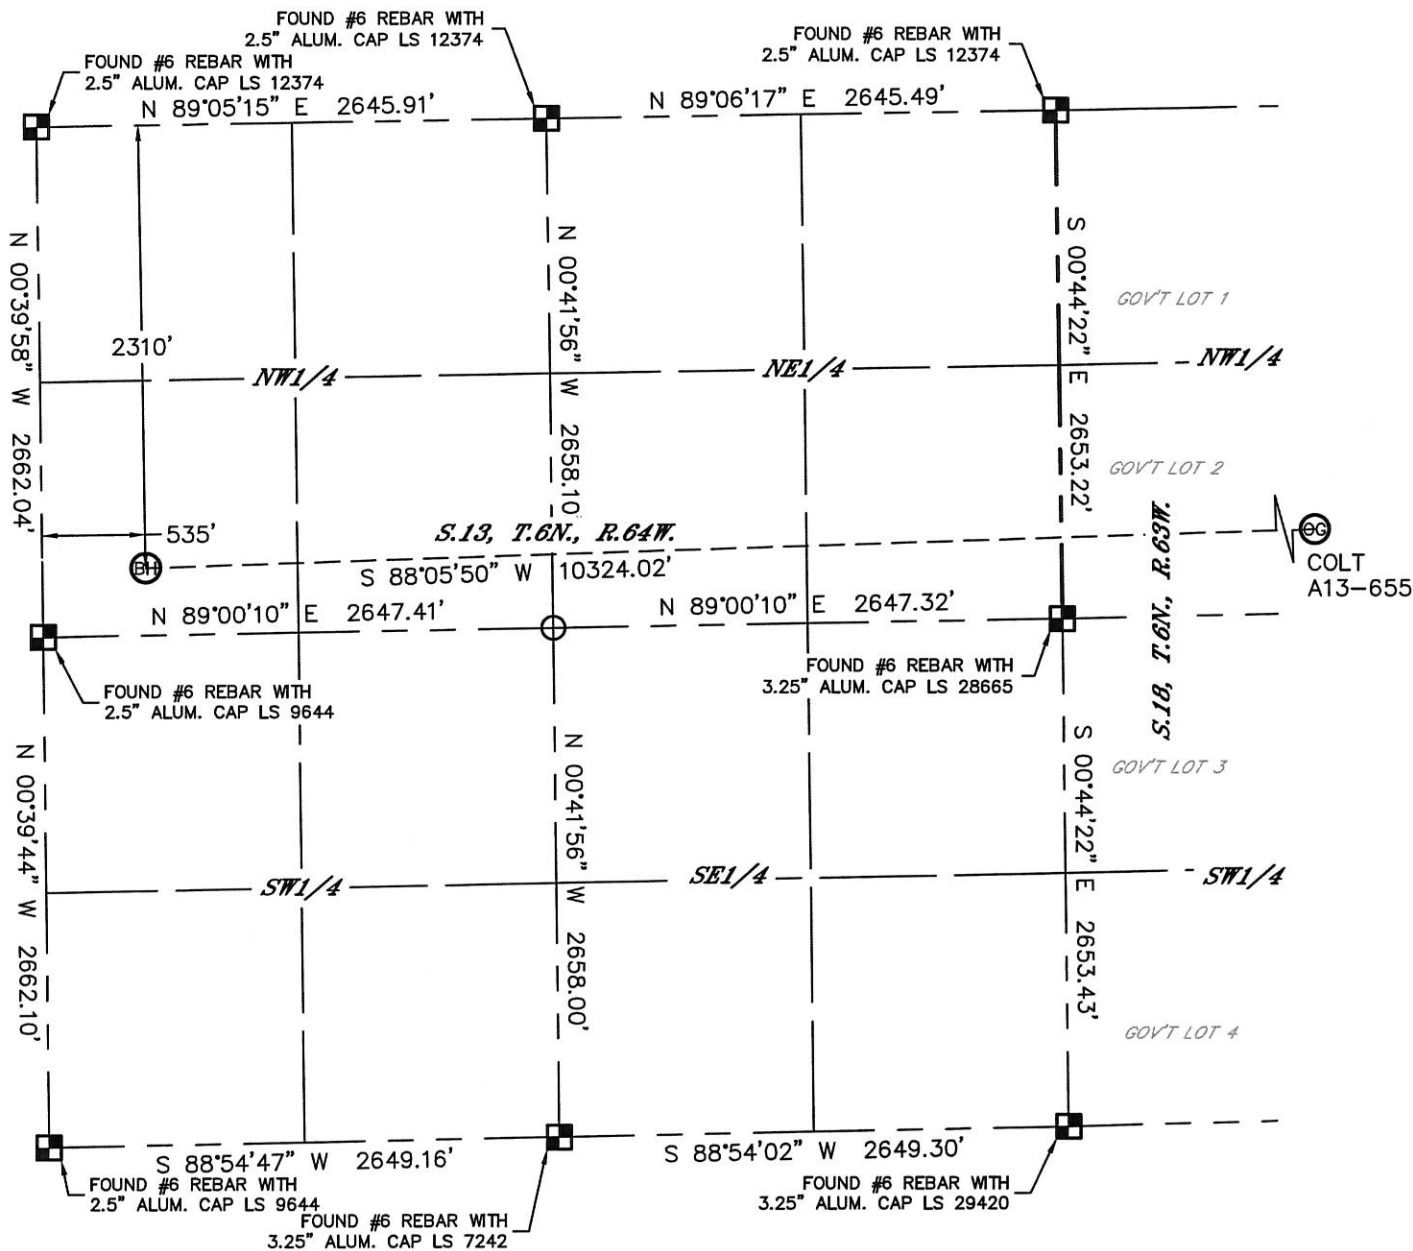 FOUND #6 REBAR WITH
2.5" ALUM. CAP LS 12374
FOUND #6 REBAR WITH
2.5" ALUM. CAP LS 12374
FOUND #6 REBAR WITH
2.5" ALUM. CAP LS 12374
N 89°05'15" E 2645.91'
N 89°06'17" E 2645.49'
N 00°39'58" W 2662.04'
N 00°41'56" W 2658.10'
S 00°44'22" E 2653.22'
GOV'T LOT 1
2310'
NW1/4
NE1/4
NW1/4
GOV'T LOT 2
535'
S.13, T.6N., R.64W.
S.18, T.6N., R.63W.
BH
OG
S 88°05'50" W 10324.02'
COLT
A13-655
N 89°00'10" E 2647.41'
N 89°00'10" E 2647.32'
FOUND #6 REBAR WITH
2.5" ALUM. CAP LS 9644
FOUND #6 REBAR WITH
3.25" ALUM. CAP LS 28665
N 00°39'44" W 2662.10'
N 00°41'56" W 2658.00'
S 00°44'22" E 2653.43'
GOV'T LOT 3
SW1/4
SE1/4
SW1/4
GOV'T LOT 4
S 88°54'47" W 2649.16'
S 88°54'02" W 2649.30'
FOUND #6 REBAR WITH
2.5" ALUM. CAP LS 9644
FOUND #6 REBAR WITH
3.25" ALUM. CAP LS 7242
FOUND #6 REBAR WITH
3.25" ALUM. CAP LS 29420